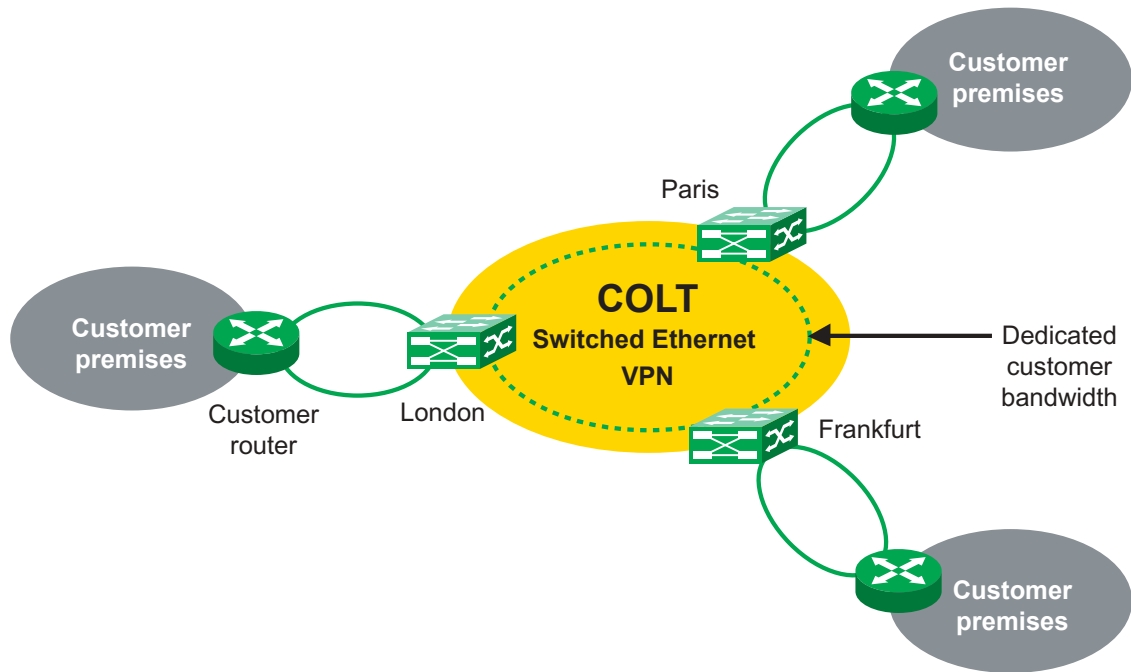 Customer
premises
Paris
COLT
Switched Ethernet
VPN
Customer
premises
Dedicated
customer
bandwidth
Customer
router
London
Frankfurt
Customer
premises